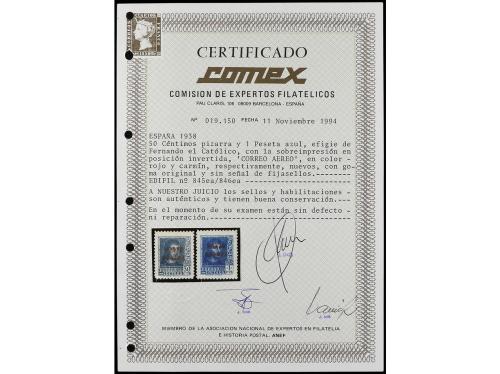 CERTIFICADO
comex
COMISION DE EXPERTOS FILATELICOS
PAU CLARIS, 106 08009 BARCELONA - ESPAÑA
Nº 019,150 FECHA 11 Noviembre 1994
ESPAÑA 1938
50 Céntimos pizarra y 1 Peseta azul, efigie de
Fernando el Católico, con la sobreimpresión en
posición invertida, 'CORREO AEREO', en color -
rojo y carmín, respectivamente, nuevos, con go-
ma original y sin señal de fijasellos.
EDIFIL nº 845ea/846ea
A NUESTRO JUICIO los sellos y habilitaciones -
son auténticos y tienen buena conservación.
En el momento de su examen están sin defecto -
ni reparación.
MIEMBRO DE LA ASOCIACION NACIONAL DE EXPERTOS EN FILATELIA
E HISTORIA POSTAL. ANEF